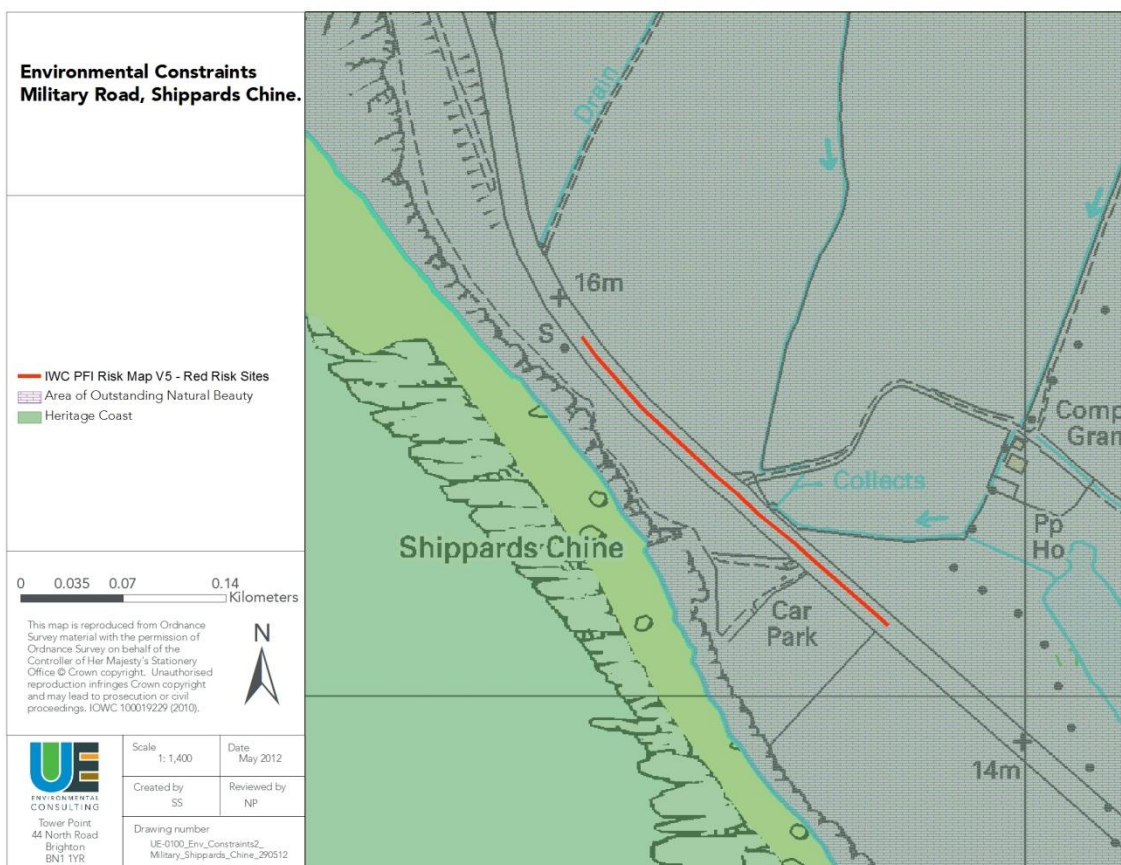 Environmental Constraints
Military Road, Shippards Chine.
IWC PFI Risk Map V5 - Red Risk Sites
Area of Outstanding Natural Beauty
Heritage Coast
0 0.035 0.07 0.14
Kilometers
This map is reproduced from Ordnance
Survey material with the permission of
Ordnance Survey on behalf of the
Controller of Her Majesty's Stationery
Office © Crown copyright. Unauthorised
reproduction infringes Crown copyright
and may lead to prosecution or civil
proceedings. IOWC 100019229 (2010).
N
UE
ENVIRONMENTAL
CONSULTING
Tower Point
44 North Road
Brighton
BN1 1YR
Scale
1: 1,400
Date
May 2012
Created by
SS
Reviewed by
NP
Drawing number
UE-0100_Env_Constraints2_
Military_Shippards_Chine_290512
Drain
16m
S
Comp
Gran
Collects
Pp
Ho
Shippards Chine
Car
Park
14m